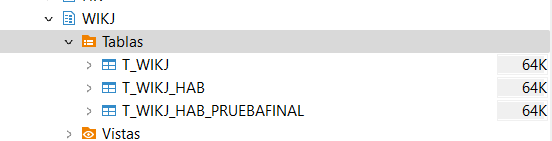 WIKJ
Tablas
T_WIKJ 64K
T_WIKJ_HAB 64K
T_WIKJ_HAB_PRUEBAFINAL 64K
Vistas